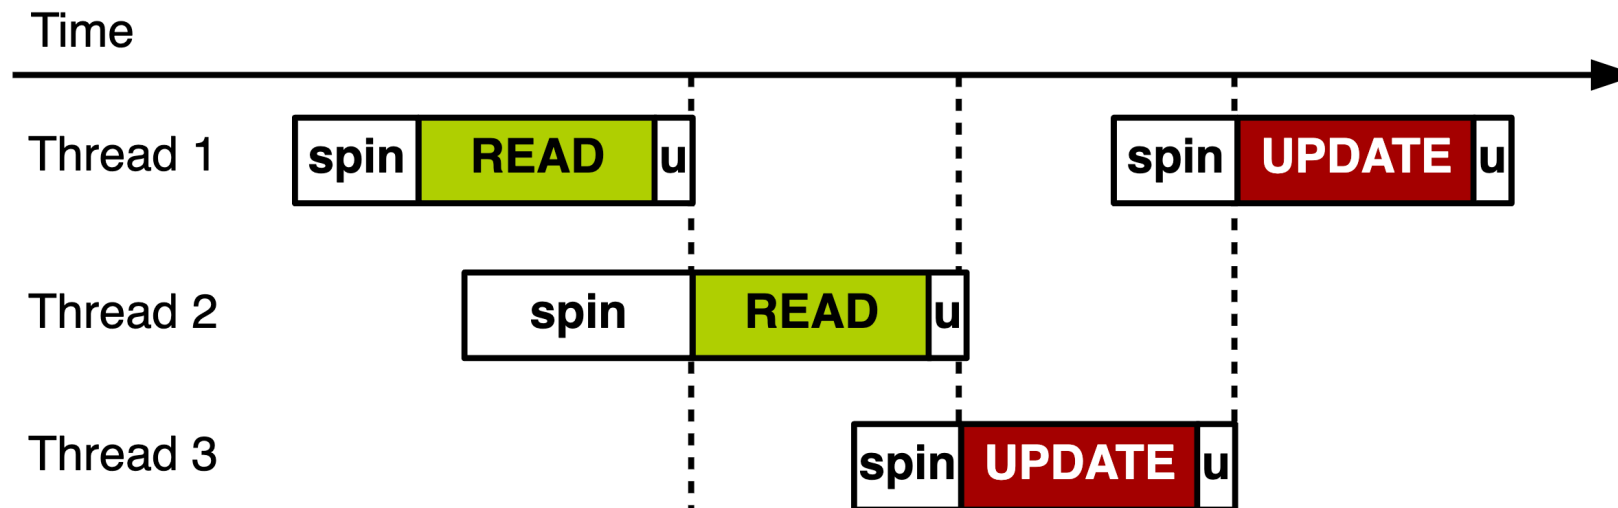 Time
Thread 1 spin READ u spin UPDATE u
Thread 2 spin READ u
Thread 3 spin UPDATE u